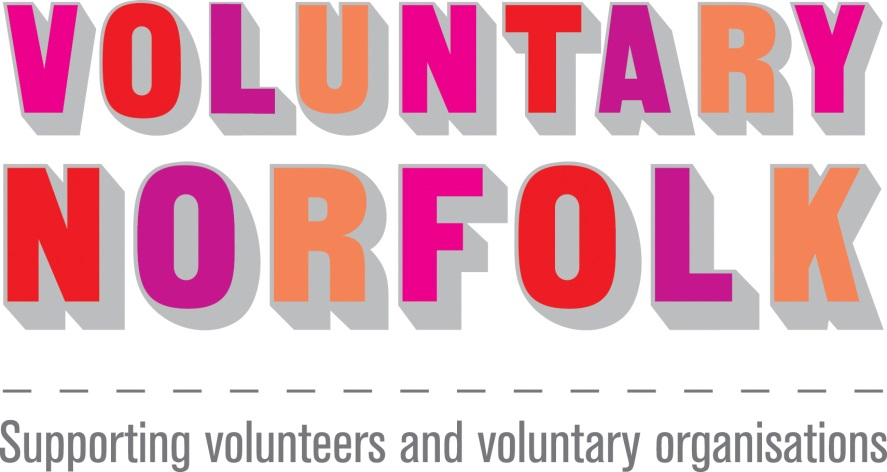 VOLUNTARY
NORFOLK
Supporting volunteers and voluntary organisations